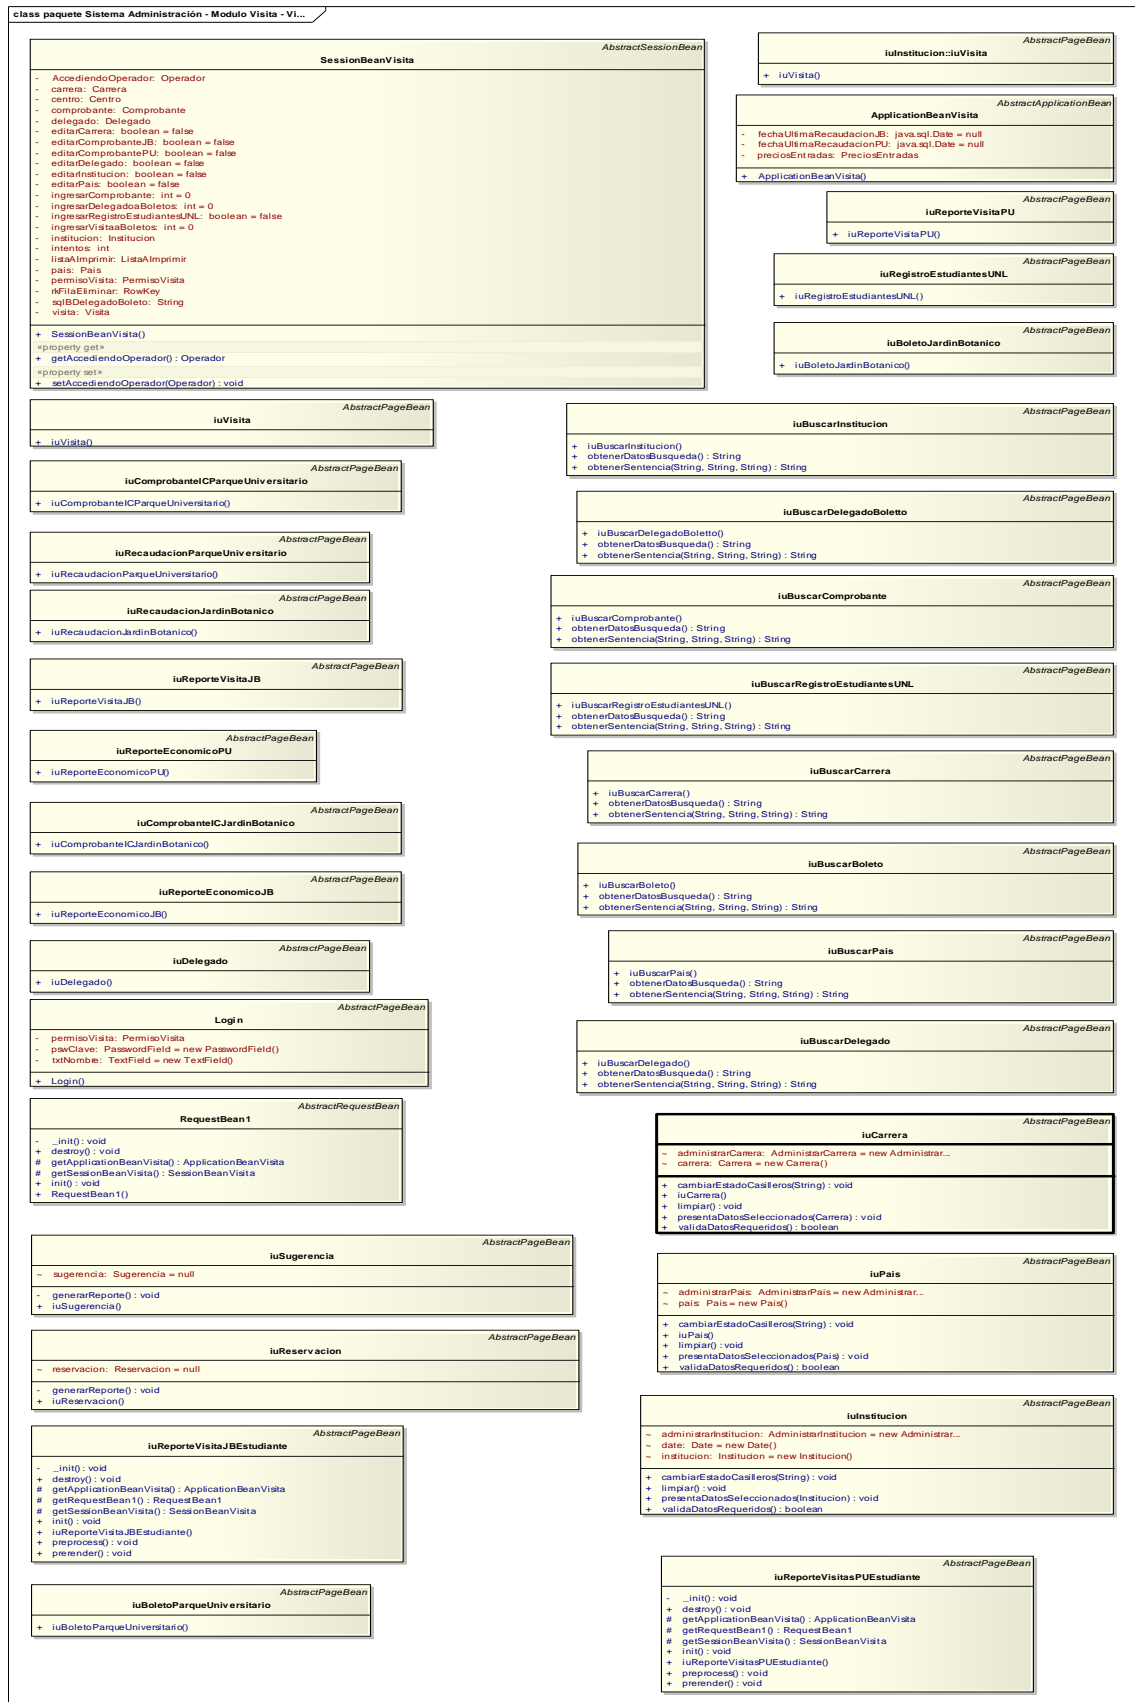 class paquete Sistema Administración - Modulo Visita - Vi...
AbstractSessionBean
SessionBeanVisita
- AccediendoOperador: Operador
- carrera: Carrera
- centro: Centro
- comprobante: Comprobante
- delegado: Delegado
- editarCarrera: boolean = false
- editarComprobanteJB: boolean = false
- editarComprobantePU: boolean = false
- editarDelegado: boolean = false
- editarInstitucion: boolean = false
- editarPais: boolean = false
- ingresarComprobante: int = 0
- ingresarDelegadoaBoletos: int = 0
- ingresarRegistroEstudiantesUNL: boolean = false
- ingresarVisitaaBoletos: int = 0
- institucion: Institucion
- intentos: int
- listaAImprimir: ListaAImprimir
- pais: Pais
- permisoVisita: PermisoVisita
- rkFilaEliminar: RowKey
- sqlBDelegadoBoleto: String
- visita: Visita
+ SessionBeanVisita()
«property get»
+ getAccediendoOperador() : Operador
«property set»
+ setAccediendoOperador(Operador) : void
AbstractPageBean
iuInstitucion::iuVisita
+ iuVisita()
AbstractApplicationBean
ApplicationBeanVisita
- fechaUltimaRecaudacionJB: java.sql.Date = null
- fechaUltimaRecaudacionPU: java.sql.Date = null
- preciosEntradas: PreciosEntradas
+ ApplicationBeanVisita()
AbstractPageBean
iuReporteVisitaPU
+ iuReporteVisitaPU()
AbstractPageBean
iuRegistroEstudiantesUNL
+ iuRegistroEstudiantesUNL()
AbstractPageBean
iuBoletoJardinBotanico
+ iuBoletoJardinBotanico()
AbstractPageBean
iuVisita
+ iuVisita()
AbstractPageBean
iuComprobanteICParqueUniversitario
+ iuComprobanteICParqueUniversitario()
AbstractPageBean
iuRecaudacionParqueUniversitario
+ iuRecaudacionParqueUniversitario()
AbstractPageBean
iuRecaudacionJardinBotanico
+ iuRecaudacionJardinBotanico()
AbstractPageBean
iuReporteVisitaJB
+ iuReporteVisitaJB()
AbstractPageBean
iuReporteEconomicoPU
+ iuReporteEconomicoPU()
AbstractPageBean
iuComprobanteICJardinBotanico
+ iuComprobanteICJardinBotanico()
AbstractPageBean
iuReporteEconomicoJB
+ iuReporteEconomicoJB()
AbstractPageBean
iuDelegado
+ iuDelegado()
AbstractPageBean
Login
- permisoVisita: PermisoVisita
- pswClave: PasswordField = new PasswordField()
- txtNombre: TextField = new TextField()
+ Login()
AbstractRequestBean
RequestBean1
- _init() : void
+ destroy() : void
# getApplicationBeanVisita() : ApplicationBeanVisita
# getSessionBeanVisita() : SessionBeanVisita
+ init() : void
+ RequestBean1()
AbstractPageBean
iuSugerencia
~ sugerencia: Sugerencia = null
- generarReporte() : void
+ iuSugerencia()
AbstractPageBean
iuReservacion
~ reservacion: Reservacion = null
- generarReporte() : void
+ iuReservacion()
AbstractPageBean
iuReporteVisitaJBEstudiante
- _init() : void
+ destroy() : void
# getApplicationBeanVisita() : ApplicationBeanVisita
# getRequestBean1() : RequestBean1
# getSessionBeanVisita() : SessionBeanVisita
+ init() : void
+ iuReporteVisitaJBEstudiante()
+ preprocess() : void
+ prerender() : void
AbstractPageBean
iuBoletoParqueUniversitario
+ iuBoletoParqueUniversitario()
AbstractPageBean
iuBuscarInstitucion
+ iuBuscarInstitucion()
+ obtenerDatosBusqueda() : String
+ obtenerSentencia(String, String, String) : String
AbstractPageBean
iuBuscarDelegadoBoletto
+ iuBuscarDelegadoBoletto()
+ obtenerDatosBusqueda() : String
+ obtenerSentencia(String, String, String) : String
AbstractPageBean
iuBuscarComprobante
+ iuBuscarComprobante()
+ obtenerDatosBusqueda() : String
+ obtenerSentencia(String, String, String) : String
AbstractPageBean
iuBuscarRegistroEstudiantesUNL
+ iuBuscarRegistroEstudiantesUNL()
+ obtenerDatosBusqueda() : String
+ obtenerSentencia(String, String, String) : String
AbstractPageBean
iuBuscarCarrera
+ iuBuscarCarrera()
+ obtenerDatosBusqueda() : String
+ obtenerSentencia(String, String, String) : String
AbstractPageBean
iuBuscarBoleto
+ iuBuscarBoleto()
+ obtenerDatosBusqueda() : String
+ obtenerSentencia(String, String, String) : String
AbstractPageBean
iuBuscarPais
+ iuBuscarPais()
+ obtenerDatosBusqueda() : String
+ obtenerSentencia(String, String, String) : String
AbstractPageBean
iuBuscarDelegado
+ iuBuscarDelegado()
+ obtenerDatosBusqueda() : String
+ obtenerSentencia(String, String, String) : String
AbstractPageBean
iuCarrera
~ administrarCarrera: AdministrarCarrera = new Administrar...
~ carrera: Carrera = new Carrera()
+ cambiarEstadoCasilleros(String) : void
+ iuCarrera()
+ limpiar() : void
+ presentaDatosSeleccionados(Carrera) : void
+ validaDatosRequeridos() : boolean
AbstractPageBean
iuPais
~ administrarPais: AdministrarPais = new Administrar...
~ pais: Pais = new Pais()
+ cambiarEstadoCasilleros(String) : void
+ iuPais()
+ limpiar() : void
+ presentaDatosSeleccionados(Pais) : void
+ validaDatosRequeridos() : boolean
AbstractPageBean
iuInstitucion
~ administrarInstitucion: AdministrarInstitucion = new Administrar...
~ date: Date = new Date()
~ institucion: Institucion = new Institucion()
+ cambiarEstadoCasilleros(String) : void
+ limpiar() : void
+ presentaDatosSeleccionados(Institucion) : void
+ validaDatosRequeridos() : boolean
AbstractPageBean
iuReporteVisitasPUEstudiante
- _init() : void
+ destroy() : void
# getApplicationBeanVisita() : ApplicationBeanVisita
# getRequestBean1() : RequestBean1
# getSessionBeanVisita() : SessionBeanVisita
+ init() : void
+ iuReporteVisitasPUEstudiante()
+ preprocess() : void
+ prerender() : void